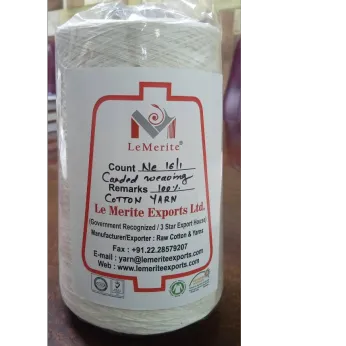 LeMerite®
Count Ne 16/1
Carded weaving
Remarks 100%
COTTON YARN
Le Merite Exports Ltd.
(Government Recognized / 3 Star Export House)
Manufacturer/Exporter : Raw Cotton & Yarns
Fax : +91.22.28579207
E-mail : yarn@lemeriteexports.com
Web : www.lemeriteexports.com